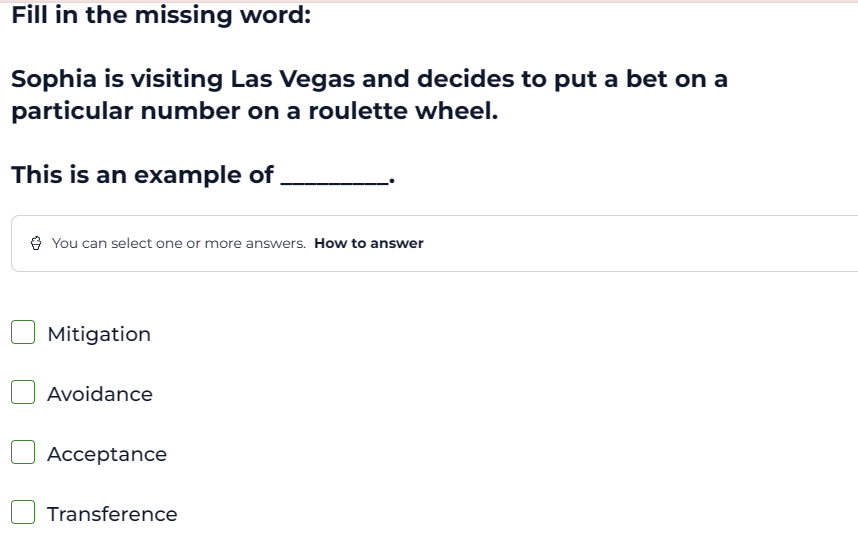 Fill in the missing word:
Sophia is visiting Las Vegas and decides to put a bet on a
particular number on a roulette wheel.
This is an example of _________.
You can select one or more answers. How to answer
Mitigation
Avoidance
Acceptance
Transference